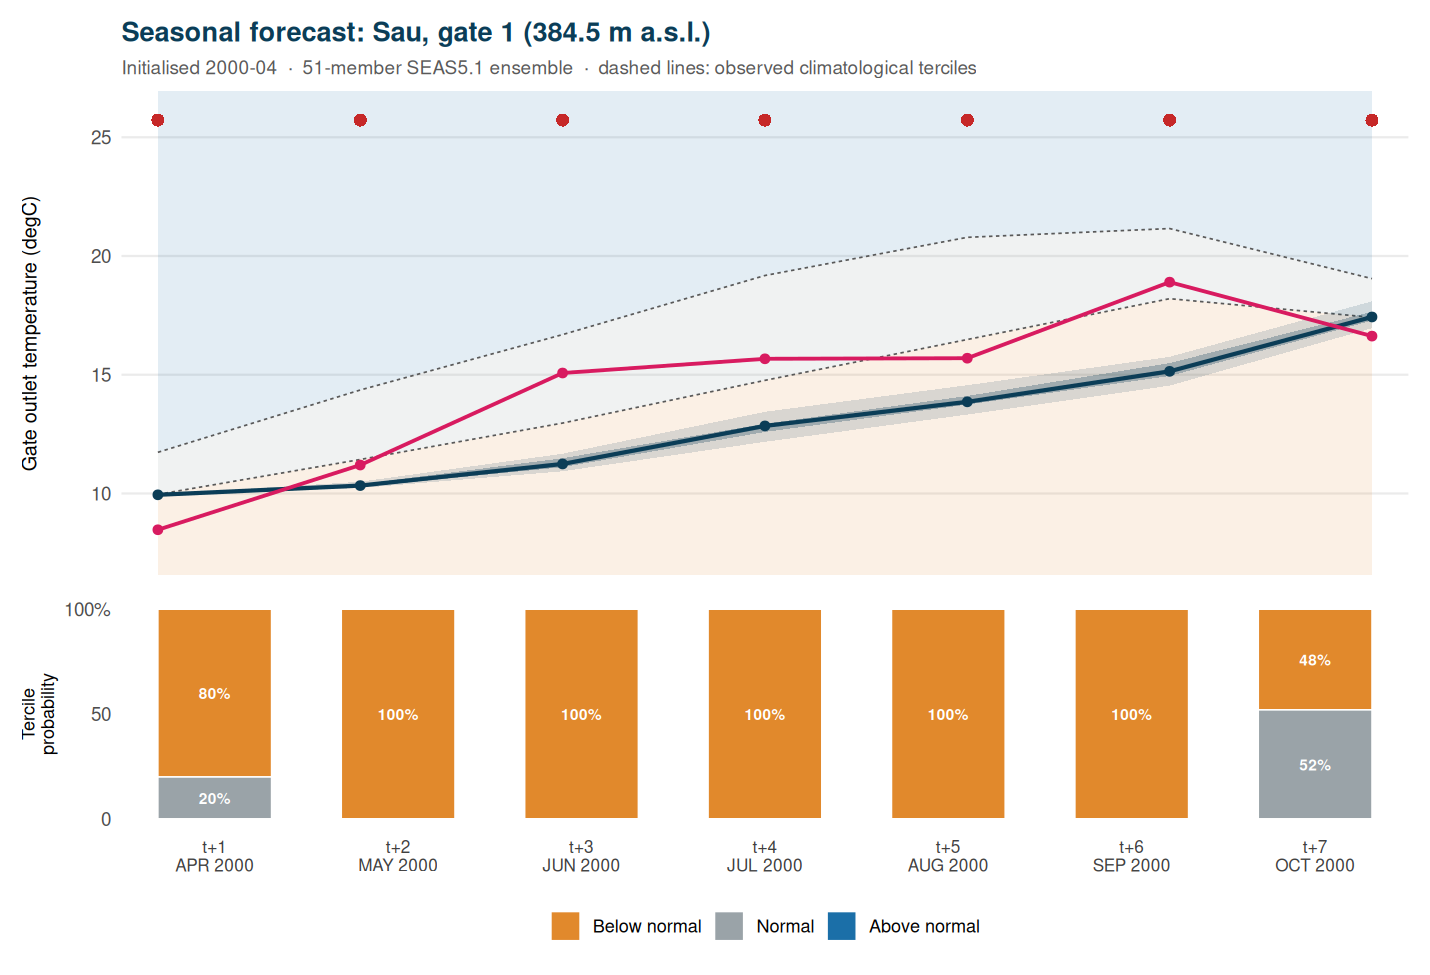 Seasonal forecast: Sau, gate 1 (384.5 m a.s.l.)
Initialised 2000-04 · 51-member SEAS5.1 ensemble · dashed lines: observed climatological terciles
Gate outlet temperature (degC)
25
20
15
10
Tercile
probability
100%
50
0
80%
20%
100%
100%
100%
100%
100%
48%
52%
t+1
APR 2000
t+2
MAY 2000
t+3
JUN 2000
t+4
JUL 2000
t+5
AUG 2000
t+6
SEP 2000
t+7
OCT 2000
Below normal
Normal
Above normal